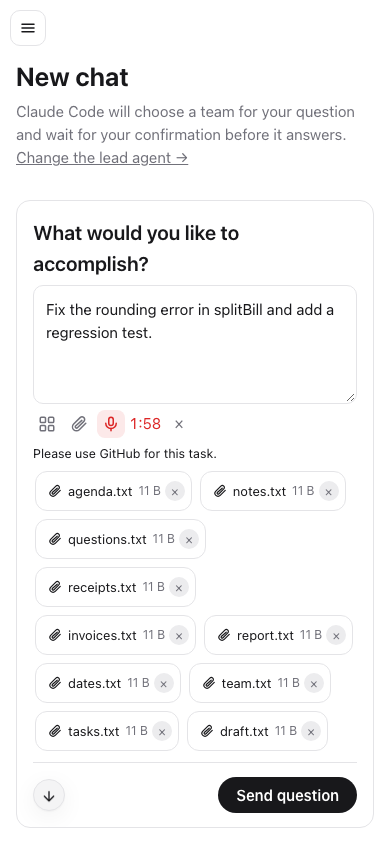 New chat
Claude Code will choose a team for your question
and wait for your confirmation before it answers.
Change the lead agent →
What would you like to
accomplish?
Fix the rounding error in splitBill and add a
regression test.
1:58 ×
Please use GitHub for this task.
agenda.txt 11 B × notes.txt 11 B ×
questions.txt 11 B ×
receipts.txt 11 B ×
invoices.txt 11 B × report.txt 11 B ×
dates.txt 11 B × team.txt 11 B ×
tasks.txt 11 B × draft.txt 11 B ×
Send question